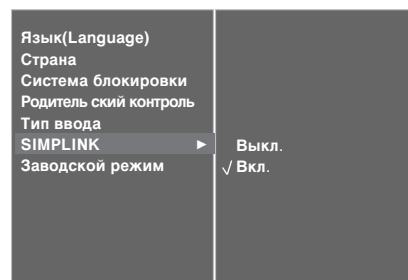 Язык(Language)
Страна
Система блокировки
Родитель ский контроль
Тип ввода
SIMPLINK ►
Заводской режим
Выкл.
√ Вкл.